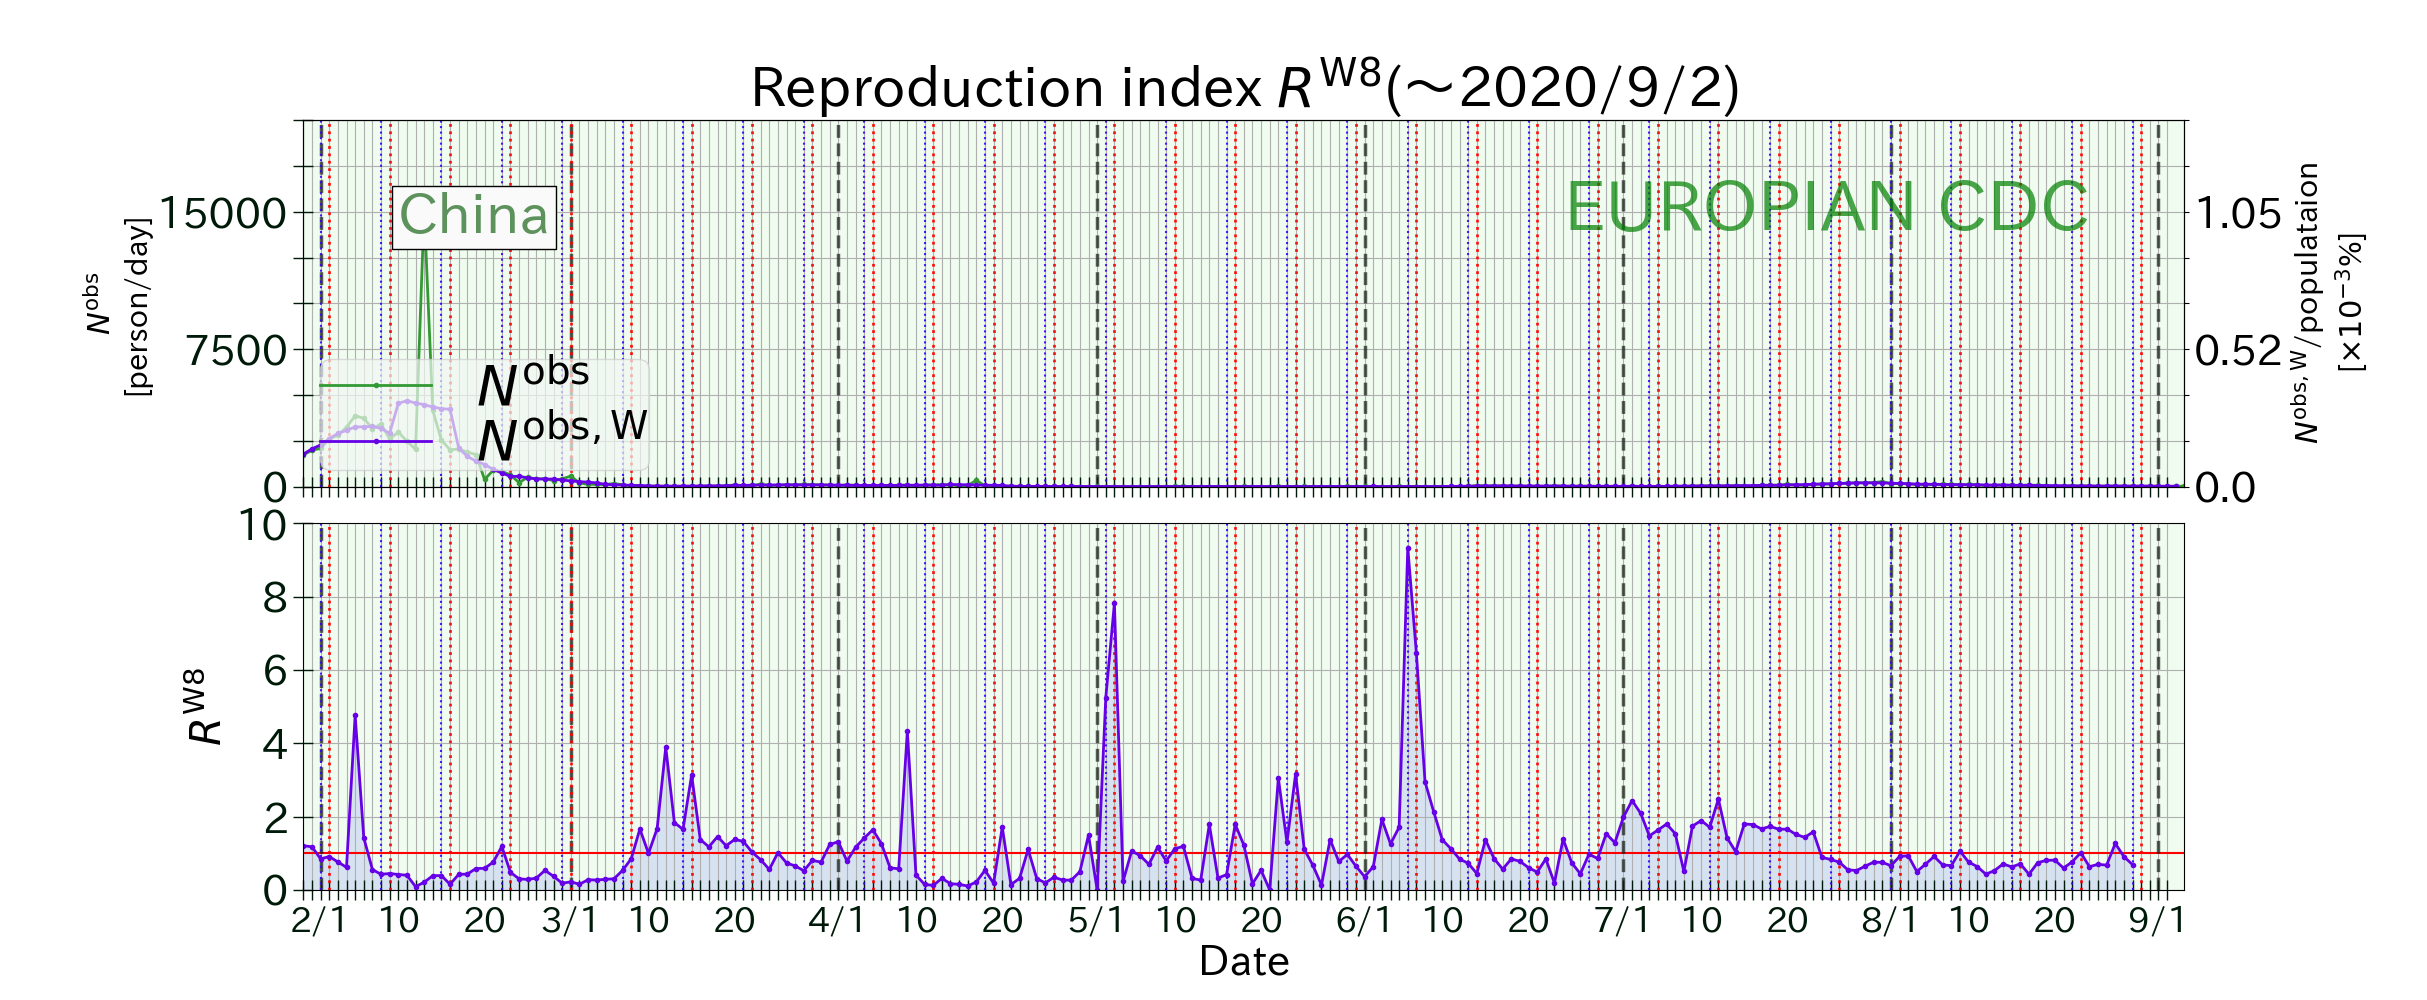 Reproduction index R^W8(～2020/9/2)
China
EUROPIAN CDC
15000
7500
0
N^obs
[person/day]
N^obs
N^obs, W
1.05
0.52
0.0
N^obs, W/populataion
[×10^−3%]
10
8
6
4
2
0
R^W8
2/1 10 20 3/1 10 20 4/1 10 20 5/1 10 20 6/1 10 20 7/1 10 20 8/1 10 20 9/1
Date